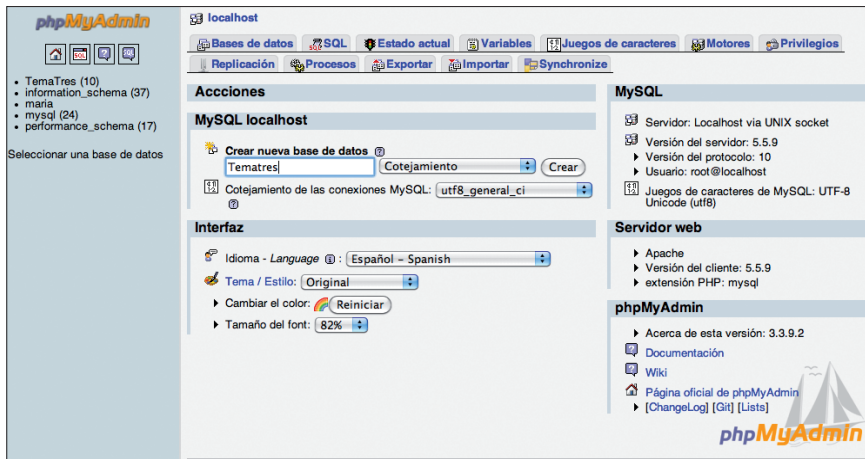 phpMyAdmin
TemaTres (10)
information_schema (37)
maria
mysql (24)
performance_schema (17)
Seleccionar una base de datos
localhost
Bases de datos SQL Estado actual Variables Juegos de caracteres Motores Privilegios
Replicación Procesos Exportar Importar Synchronize
Accciones
MySQL localhost
Crear nueva base de datos
Tematres Cotejamiento Crear
Cotejamiento de las conexiones MySQL: utf8_general_ci
Interfaz
Idioma - Language : Español - Spanish
Tema / Estilo: Original
Cambiar el color: Reiniciar
Tamaño del font: 82%
MySQL
Servidor: Localhost via UNIX socket
Versión del servidor: 5.5.9
Versión del protocolo: 10
Usuario: root@localhost
Juegos de caracteres de MySQL: UTF-8
Unicode (utf8)
Servidor web
Apache
Versión del cliente: 5.5.9
extensión PHP: mysql
phpMyAdmin
Acerca de esta versión: 3.3.9.2
Documentación
Wiki
Página oficial de phpMyAdmin
[ChangeLog] [Git] [Lists]
phpMyAdmin